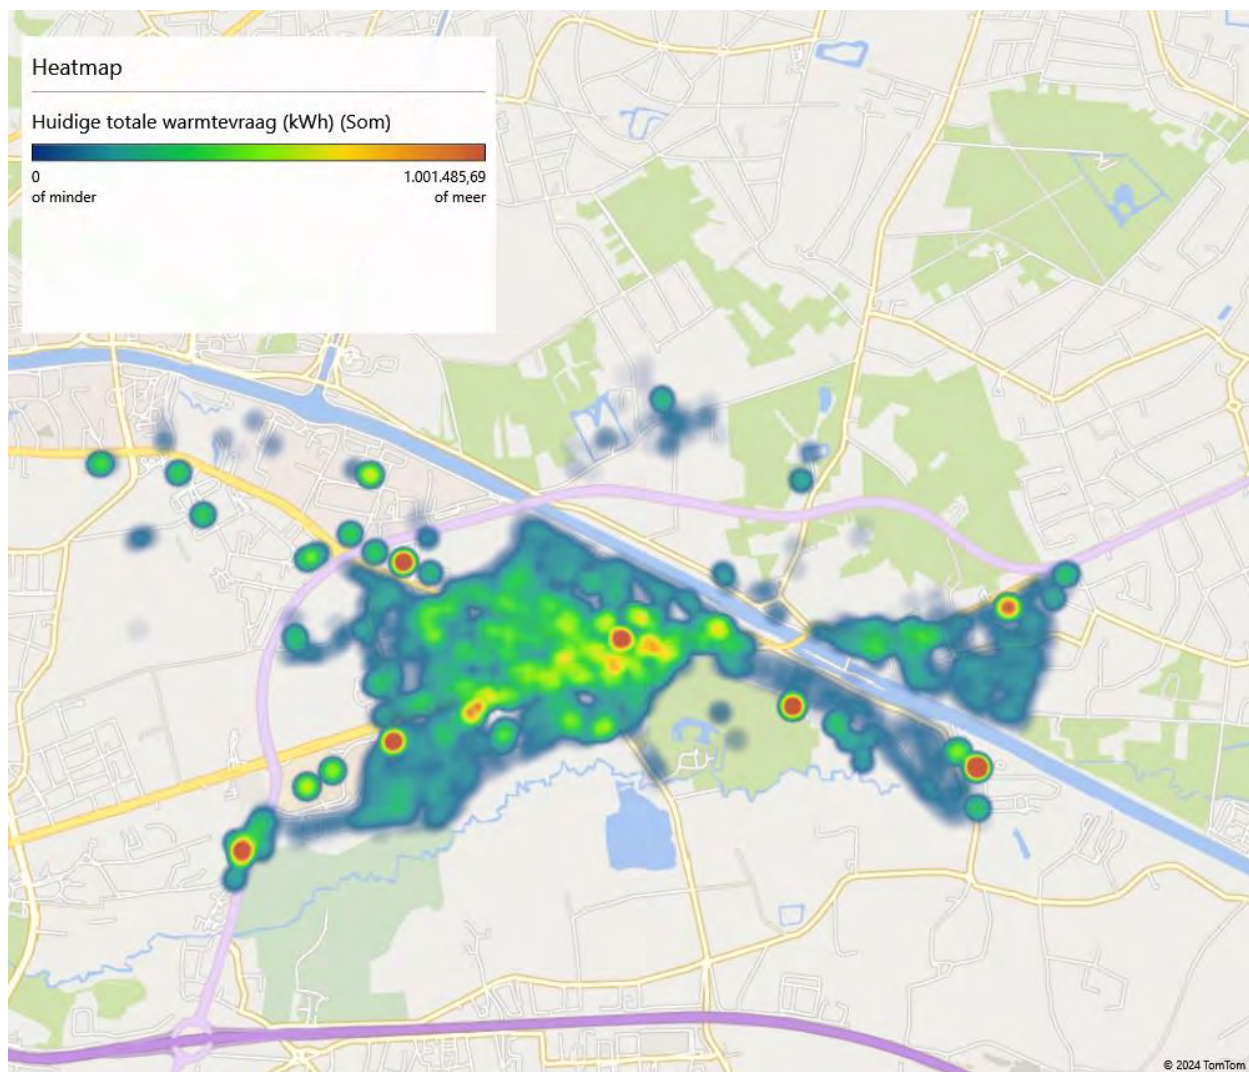 Heatmap
Huidige totale warmtevraag (kWh) (Som)
0
1.001.485,69
of minder
of meer
© 2024 TomTom